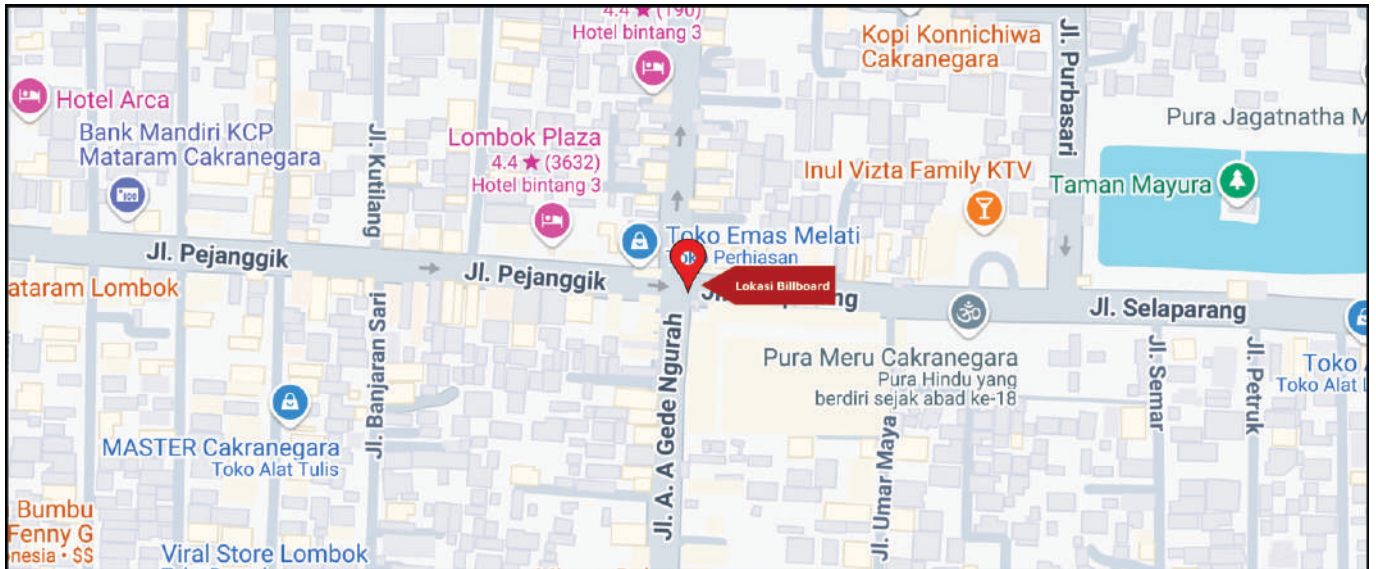 4.4 ★ (190)
Hotel bintang 3
Kopi Konnichiwa
Cakranegara
Jl. Purbasari
Hotel Arca
Pura Jagatnatha M
Bank Mandiri KCP
Mataram Cakranegara
Jl. Kutilang
Lombok Plaza
4.4 ★ (3632)
Hotel bintang 3
Inul Vizta Family KTV
Taman Mayura
Toko Emas Melati
Perhiasan
Jl. Pejanggik
Jl. Pejanggik
Lokasi Billboard
Jl. Selaparang
ataram Lombok
Jl. Banjaran Sari
Jl. A. A Gede Ngurah
Pura Meru Cakranegara
Pura Hindu yang
berdiri sejak abad ke-18
Jl. Semar
Jl. Petruk
Toko
Toko Alat
MASTER Cakranegara
Toko Alat Tulis
Jl. Umar Maya
Bumbu
Fenny G
nesia · $$
Viral Store Lombok